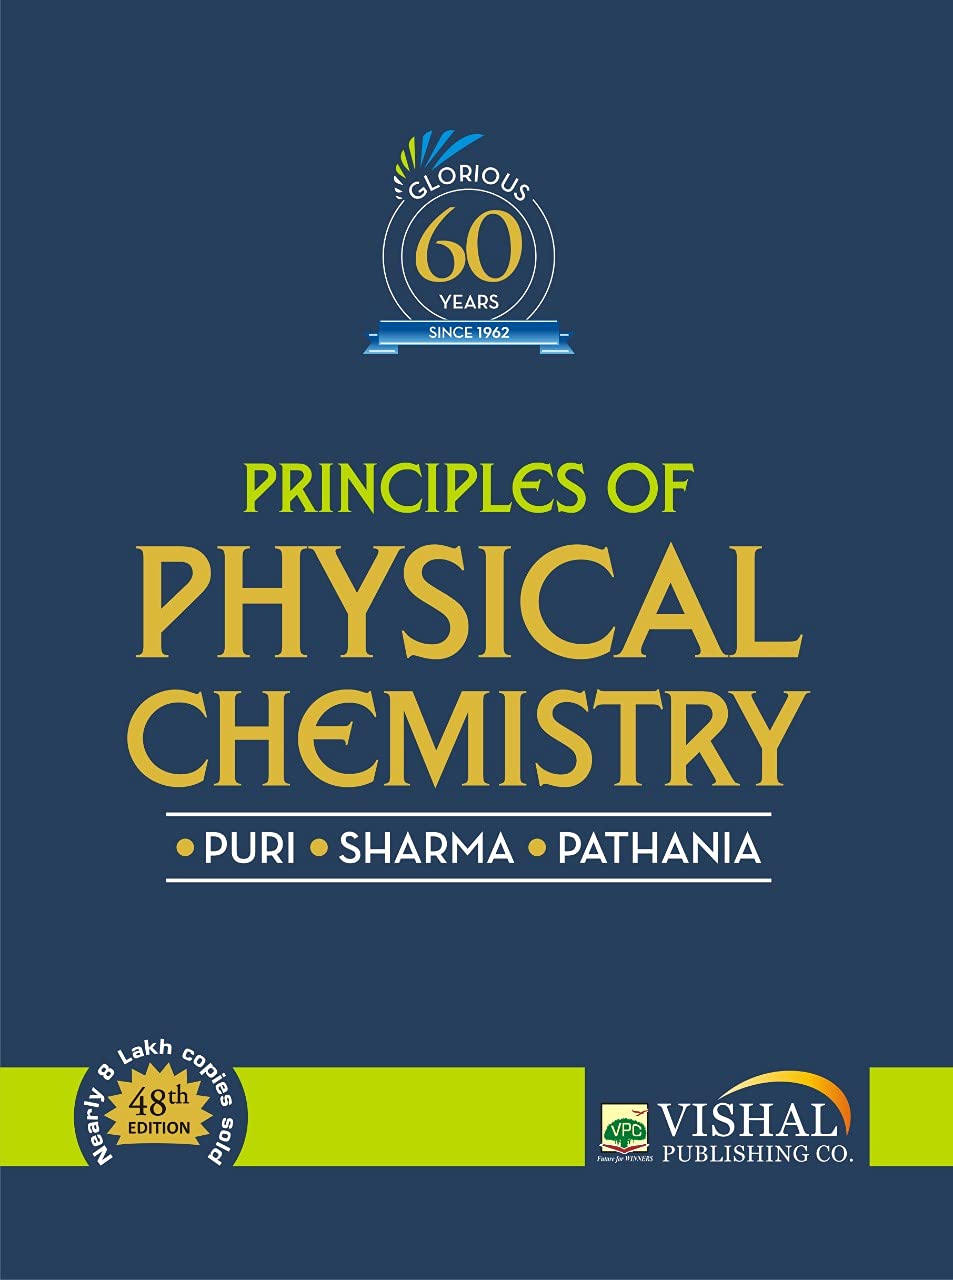 GLORIOUS
60
YEARS
SINCE 1962
PRINCIPLES OF
PHYSICAL
CHEMISTRY
• PURI • SHARMA • PATHANIA
Nearly 8 Lakh copies sold
48th
EDITION
VPC
Future for WINNERS
VISHAL
PUBLISHING CO.